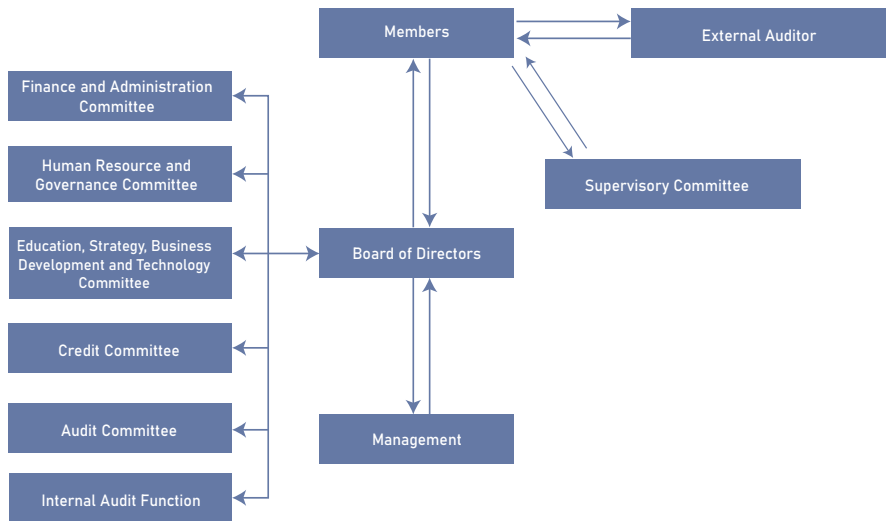 Members
External Auditor
Finance and Administration
Committee
Human Resource and
Governance Committee
Supervisory Committee
Education, Strategy, Business
Development and Technology
Committee
Board of Directors
Credit Committee
Audit Committee
Management
Internal Audit Function